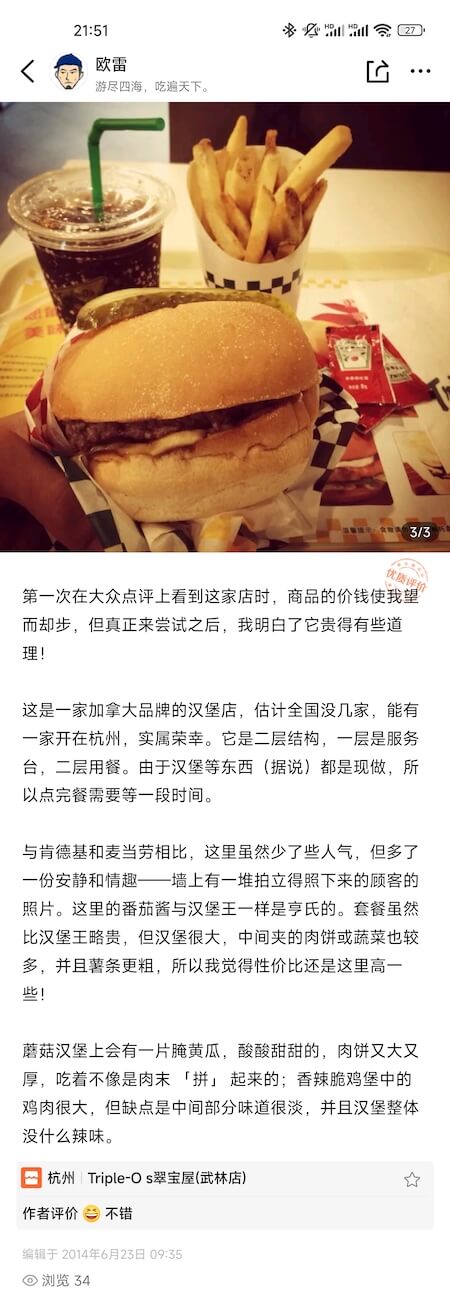 21:51
HD
HD
27
欧雷
游尽四海，吃遍天下。
3/3
优质评价
第一次在大众点评上看到这家店时，商品的价钱使我望
而却步，但真正来尝试之后，我明白了它贵得有些道
理！
这是一家加拿大品牌的汉堡店，估计全国没几家，能有
一家开在杭州，实属荣幸。它是二层结构，一层是服务
台，二层用餐。由于汉堡等东西（据说）都是现做，所
以点完餐需要等一段时间。
与肯德基和麦当劳相比，这里虽然少了些人气，但多了
一份安静和情趣——墙上有一堆拍立得照下来的顾客的
照片。这里的番茄酱与汉堡王一样是亨氏的。套餐虽然
比汉堡王略贵，但汉堡很大，中间夹的肉饼或蔬菜也较
多，并且薯条更粗，所以我觉得性价比还是这里高一
些！
蘑菇汉堡上会有一片腌黄瓜，酸酸甜甜的，肉饼又大又
厚，吃着不像是肉末 「拼」 起来的；香辣脆鸡堡中的
鸡肉很大，但缺点是中间部分味道很淡，并且汉堡整体
没什么辣味。
杭州 Triple-O s翠宝屋(武林店)
作者评价 不错
编辑于 2014年6月23日 09:35
浏览 34